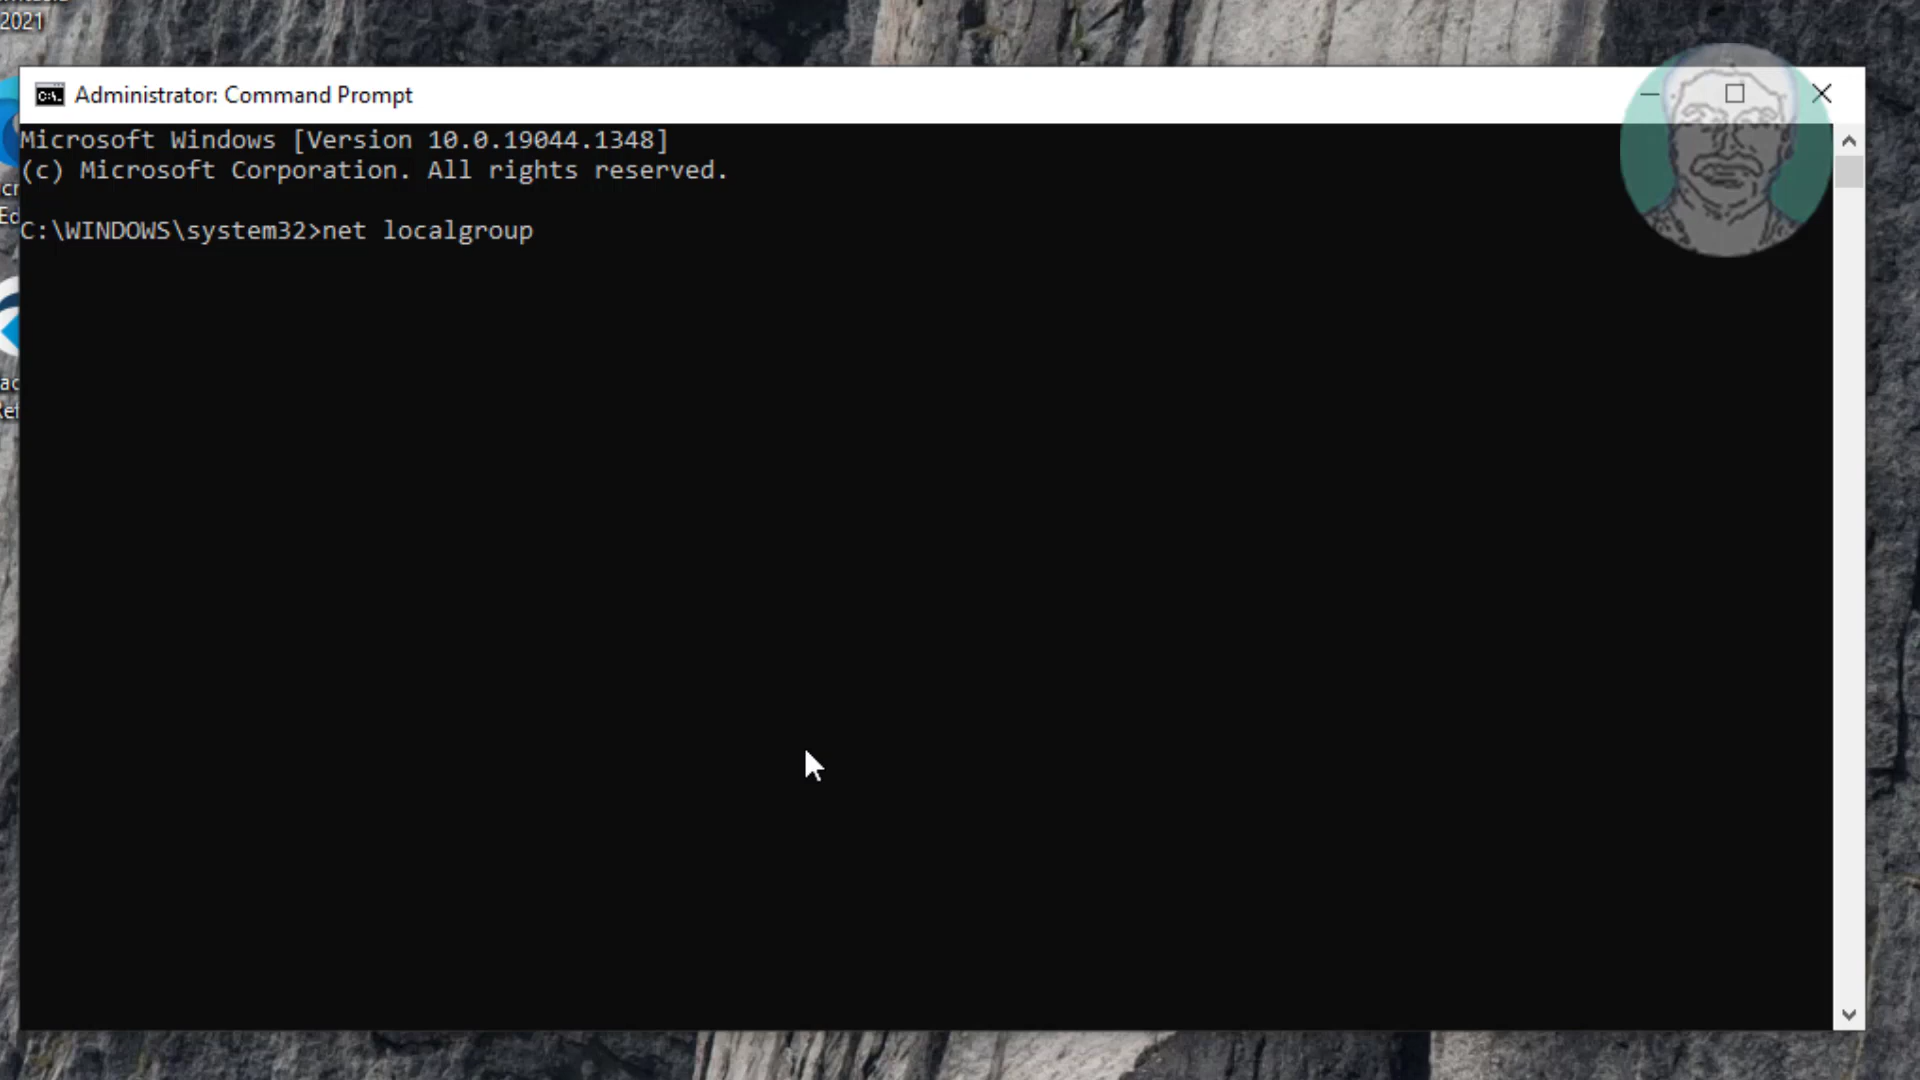 2021
Administrator: Command Prompt
Microsoft Windows [Version 10.0.19044.1348]
(c) Microsoft Corporation. All rights reserved.
C:\WINDOWS\system32>net localgroup